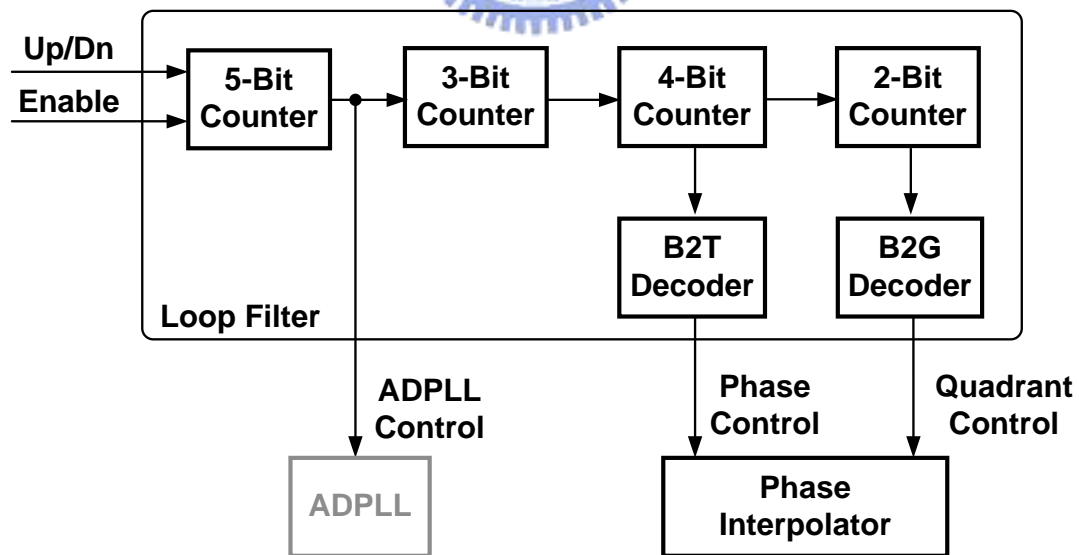 Up/Dn
Enable
5-Bit
Counter
3-Bit
Counter
4-Bit
Counter
2-Bit
Counter
B2T
Decoder
B2G
Decoder
Loop Filter
ADPLL
Control
Phase
Control
Quadrant
Control
ADPLL
Phase
Interpolator